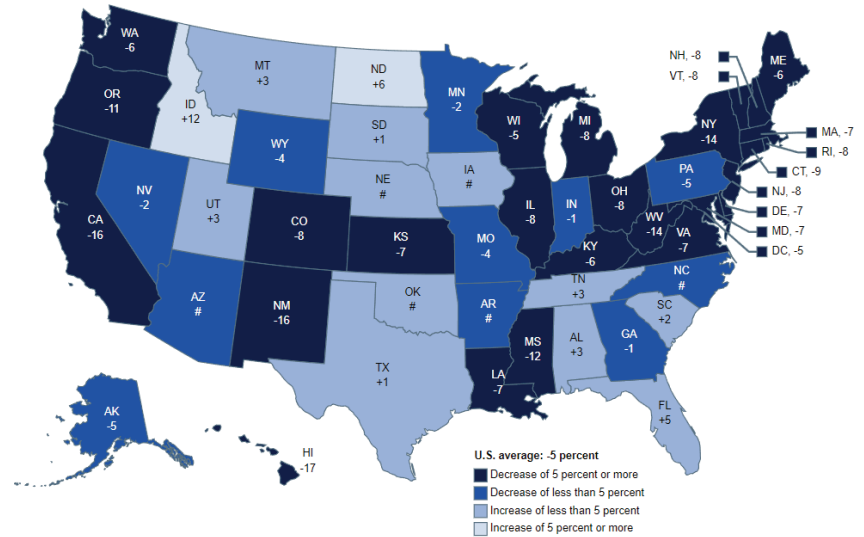 WA
-6
MT
+3
ND
+6
MN
-2
NH, -8
VT, -8
ME
-6
OR
-11
ID
+12
SD
+1
WI
-5
MI
-8
NY
-14
MA, -7
RI, -8
CT, -9
NJ, -8
DE, -7
MD, -7
DC, -5
WY
-4
NE
#
IA
#
PA
-5
NV
-2
UT
+3
CO
-8
KS
-7
MO
-4
IL
-8
IN
-1
OH
-8
WV
-14
VA
-7
KY
-6
CA
-16
AZ
#
NM
-16
OK
#
AR
#
TN
+3
NC
#
SC
+2
TX
+1
LA
-7
MS
-12
AL
+3
GA
-1
FL
+5
AK
-5
HI
-17
U.S. average: -5 percent
Decrease of 5 percent or more
Decrease of less than 5 percent
Increase of less than 5 percent
Increase of 5 percent or more